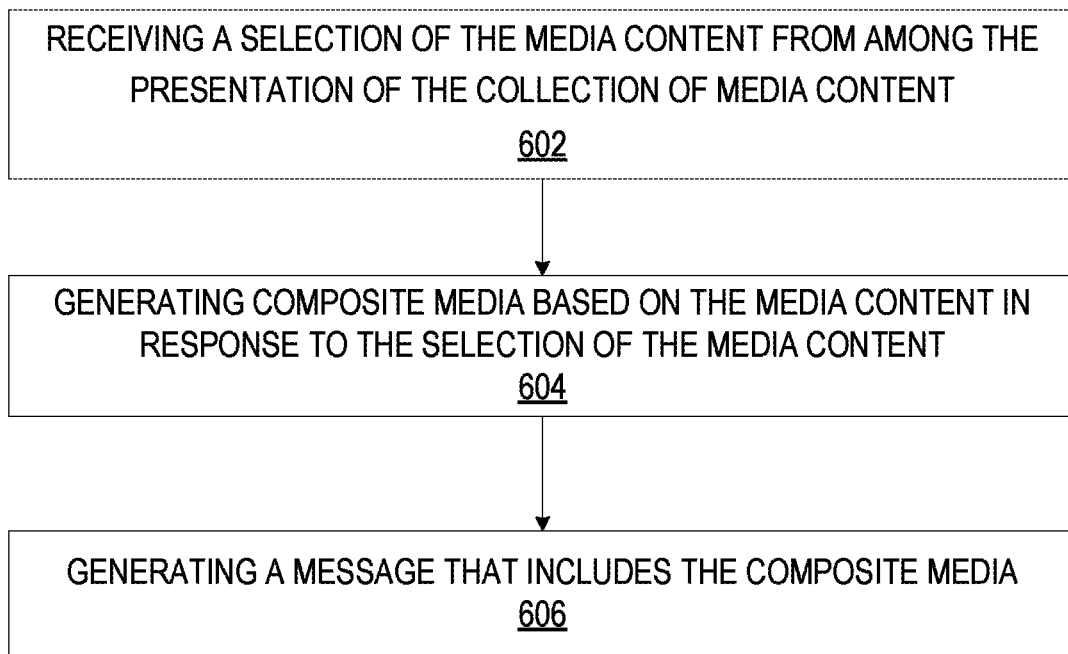 RECEIVING A SELECTION OF THE MEDIA CONTENT FROM AMONG THE
PRESENTATION OF THE COLLECTION OF MEDIA CONTENT
602
GENERATING COMPOSITE MEDIA BASED ON THE MEDIA CONTENT IN
RESPONSE TO THE SELECTION OF THE MEDIA CONTENT
604
GENERATING A MESSAGE THAT INCLUDES THE COMPOSITE MEDIA
606